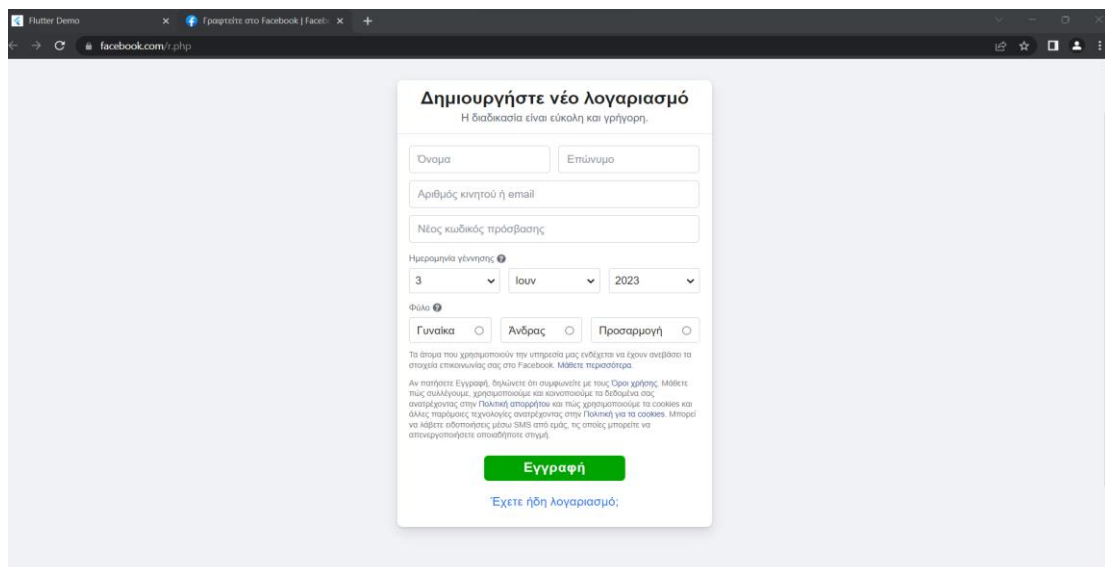 Flutter Demo
Γραφτείτε στο Facebook | Facebo
facebook.com/r.php
Δημιουργήστε νέο λογαριασμό
Η διαδικασία είναι εύκολη και γρήγορη.
Όνομα Επώνυμο
Αριθμός κινητού ή email
Νέος κωδικός πρόσβασης
Ημερομηνία γέννησης
3 Ιουν 2023
Φύλο
Γυναίκα Άνδρας Προσαρμογή
Τα άτομα που χρησιμοποιούν την υπηρεσία μας ενδέχεται να έχουν ανεβάσει τα
στοιχεία επικοινωνίας σας στο Facebook. Μάθετε περισσότερα.
Αν πατήσετε Εγγραφή, δηλώνετε ότι συμφωνείτε με τους Όροι χρήσης. Μάθετε
πώς συλλέγουμε, χρησιμοποιούμε και κοινοποιούμε τα δεδομένα σας
ανατρέχοντας στην Πολιτική απορρήτου και πώς χρησιμοποιούμε τα cookies και
άλλες παρόμοιες τεχνολογίες ανατρέχοντας στην Πολιτική για τα cookies. Μπορεί
να λάβετε ειδοποιήσεις μέσω SMS από εμάς, τις οποίες μπορείτε να
απενεργοποιήσετε οποιαδήποτε στιγμή.
Εγγραφή
Έχετε ήδη λογαριασμό;